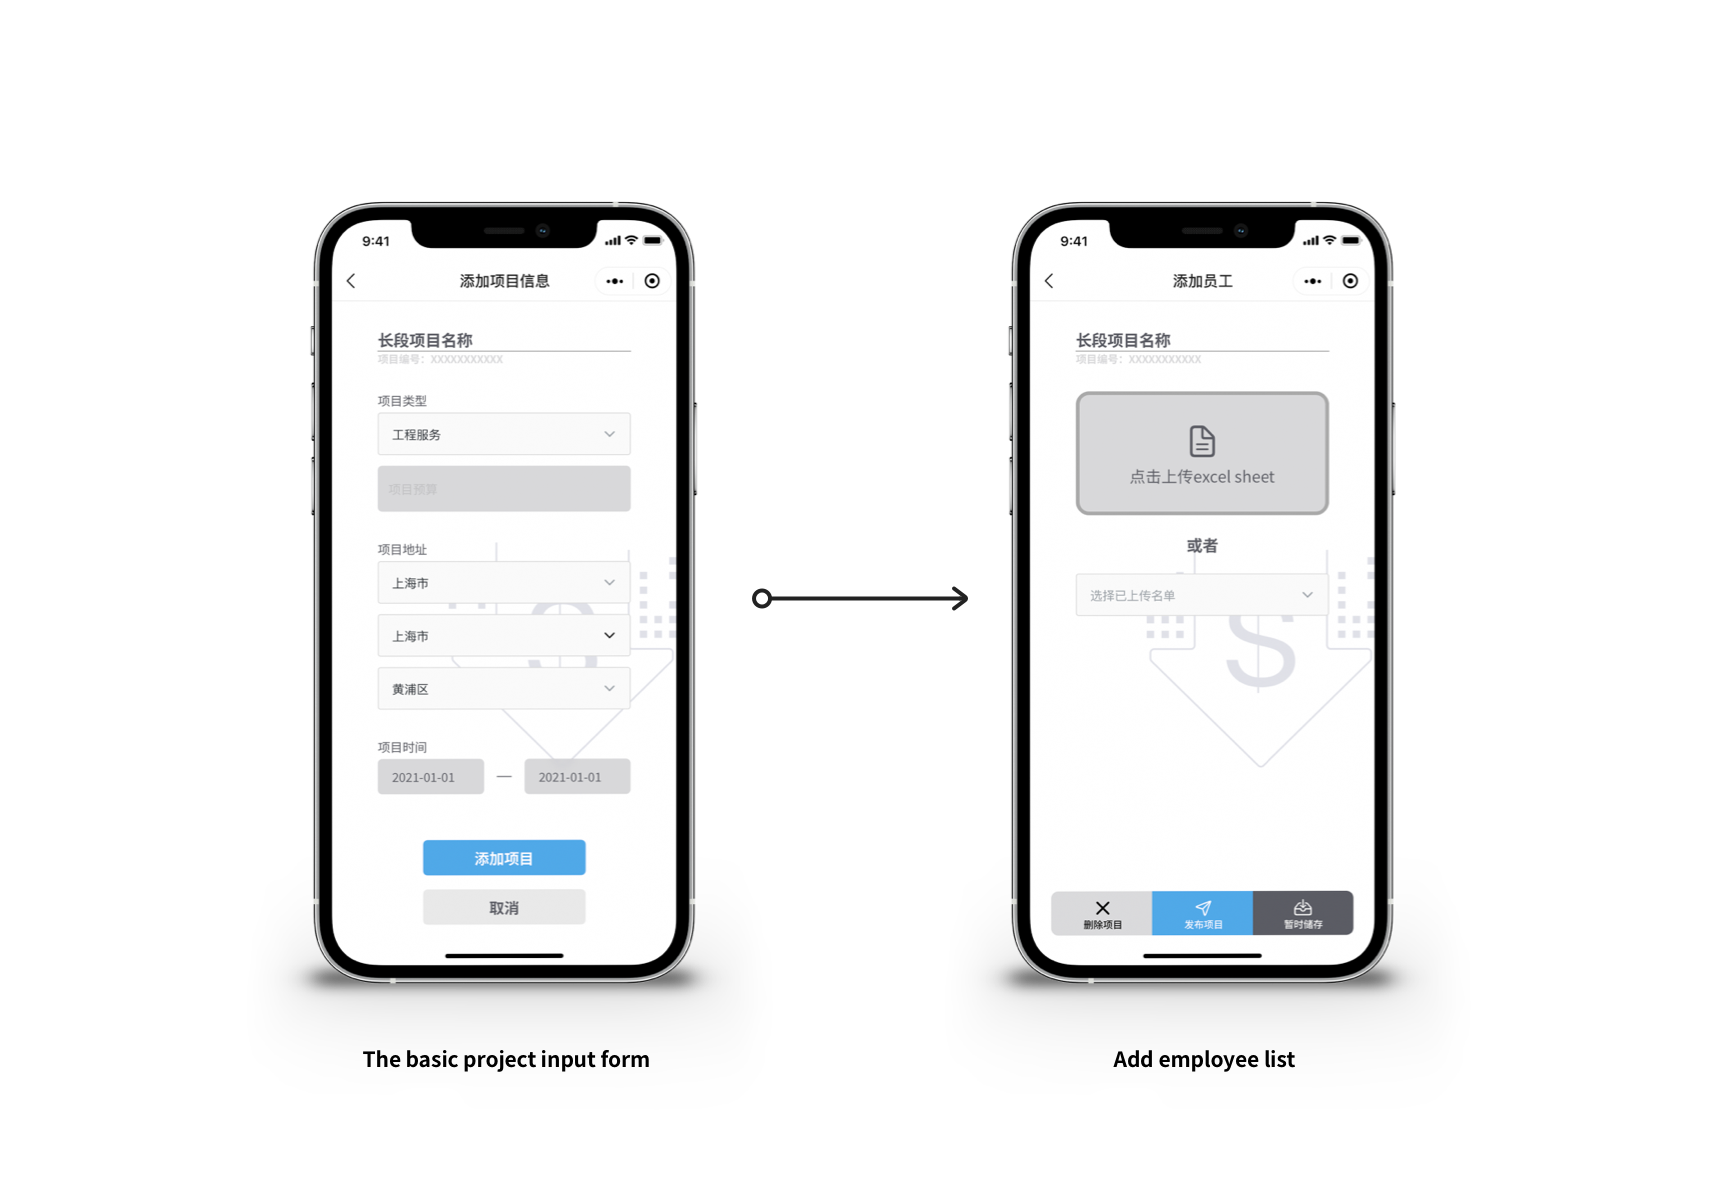 9:41
添加项目信息
长段项目名称
项目编号：XXXXXXXXXXX
项目类型
工程服务
项目预算
项目地址
上海市
上海市
黄浦区
项目时间
2021-01-01 — 2021-01-01
添加项目
取消
The basic project input form
9:41
添加员工
长段项目名称
项目编号：XXXXXXXXXXX
点击上传excel sheet
或者
选择已上传名单
$
删除项目
发布项目
暂时储存
Add employee list